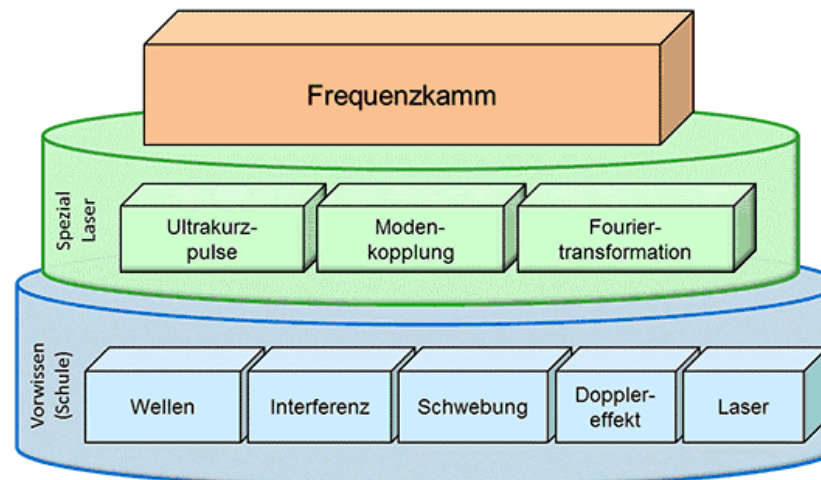 Frequenzkamm
Spezial
Laser
Ultrakurz-
pulse
Moden-
kopplung
Fourier-
transformation
Vorwissen
(Schule)
Wellen
Interferenz
Schwebung
Doppler-
effekt
Laser